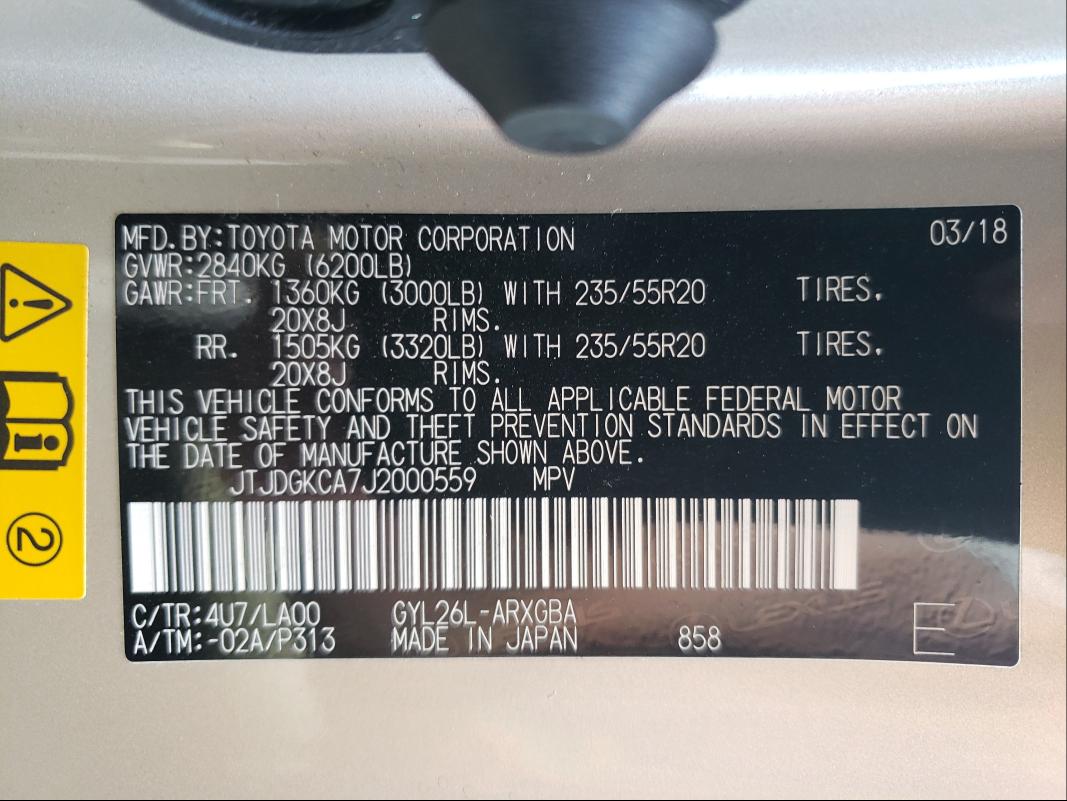 MFD.BY:TOYOTA MOTOR CORPORATION 03/18
GVWR:2840KG (6200LB)
GAWR:FRT. 1360KG (3000LB) WITH 235/55R20 TIRES.
20X8J RIMS.
RR. 1505KG (3320LB) WITH 235/55R20 TIRES.
20X8J RIMS.
THIS VEHICLE CONFORMS TO ALL APPLICABLE FEDERAL MOTOR
VEHICLE SAFETY AND THEFT PREVENTION STANDARDS IN EFFECT ON
THE DATE OF MANUFACTURE SHOWN ABOVE.
JTJDGKCA7J2000559 MPV
C/TR:4U7/LA00 GYL26L-ARXGBA
A/TM:-02A/P313 MADE IN JAPAN 858 E
2